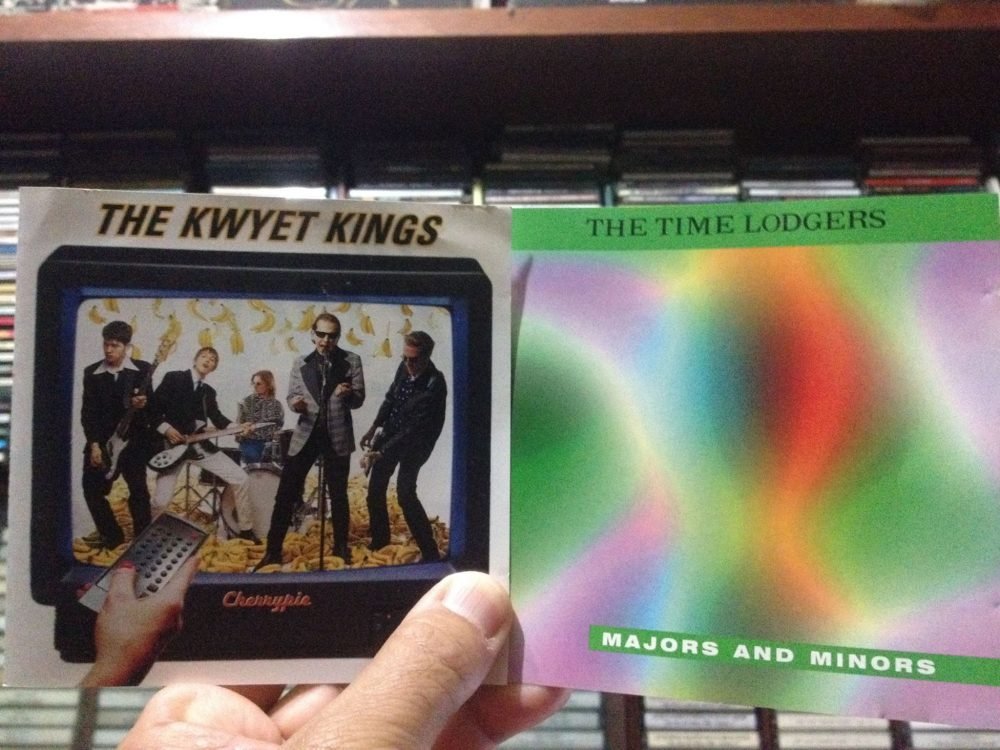 THE KWYET KINGS
Cherrypie
THE TIME LODGERS
MAJORS AND MINORS